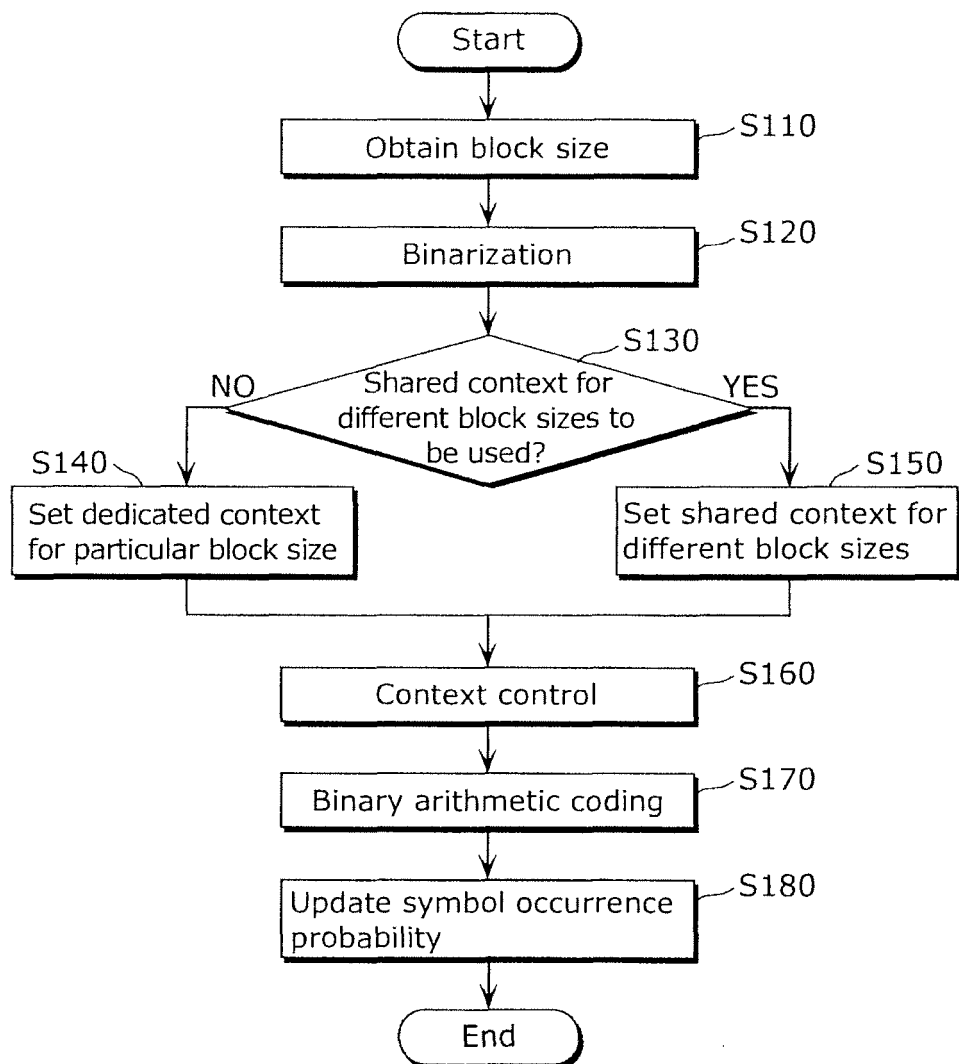 Start
S110
Obtain block size
S120
Binarization
S130
NO
YES
Shared context for
different block sizes to
be used?
S140
S150
Set dedicated context
for particular block size
Set shared context for
different block sizes
S160
Context control
S170
Binary arithmetic coding
S180
Update symbol occurrence
probability
End